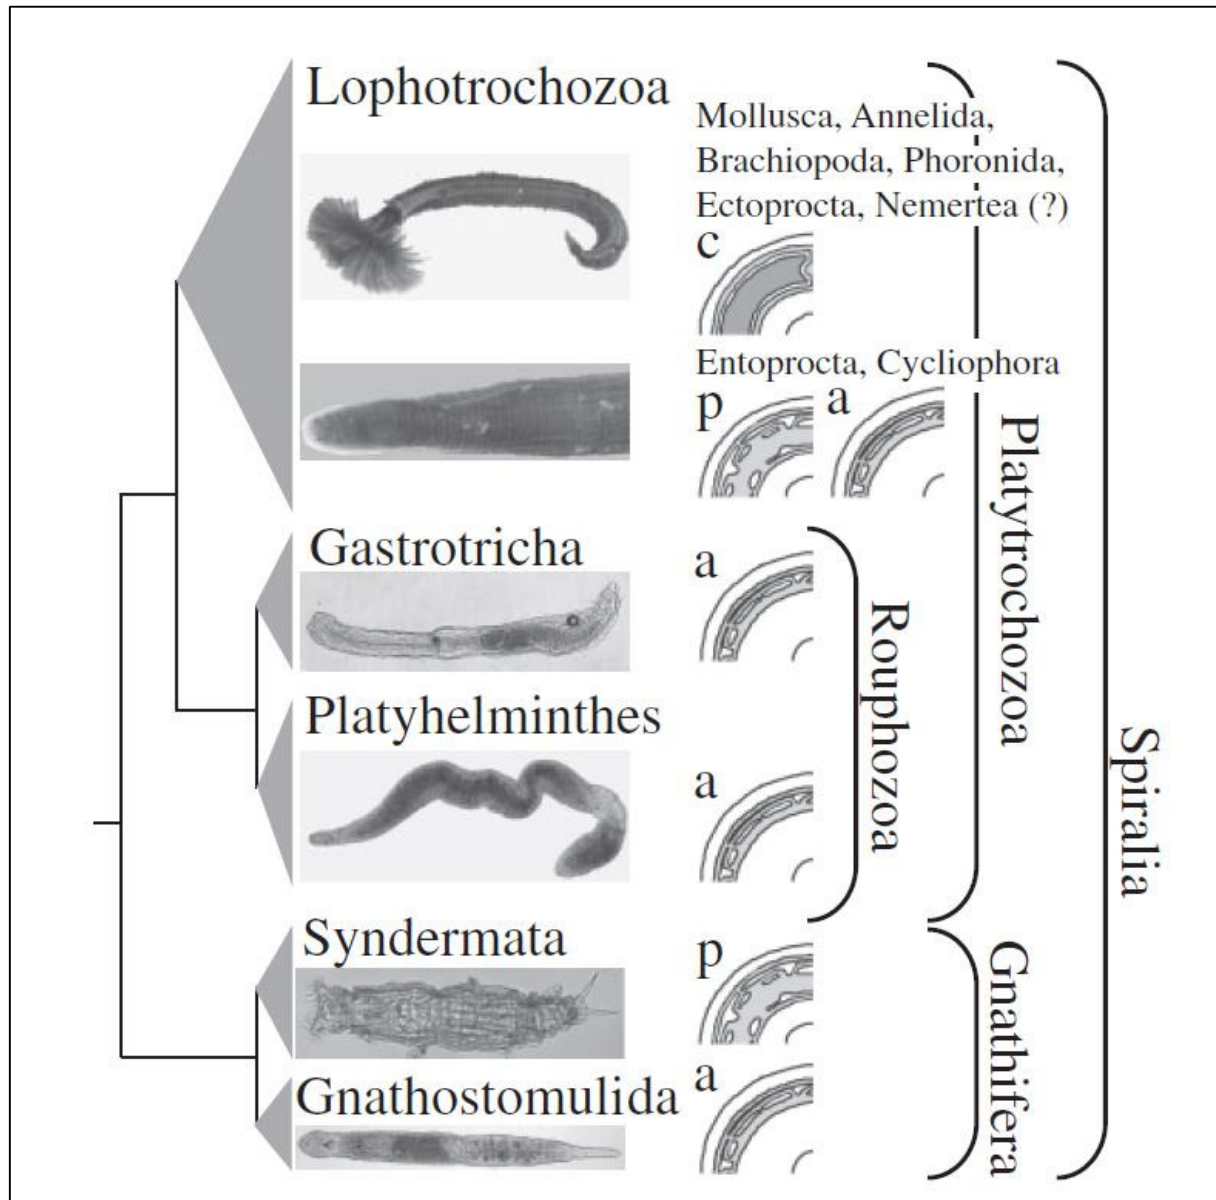 Lophotrochozoa
Mollusca, Annelida,
Brachiopoda, Phoronida,
Ectoprocta, Nemertea (?)
c
Entoprocta, Cycliophora
p
a
Gastrotricha
a
Platyhelminthes
a
Syndermata
p
Gnathostomulida
a
Rouphozoa
Platytrochozoa
Gnathifera
Spiralia